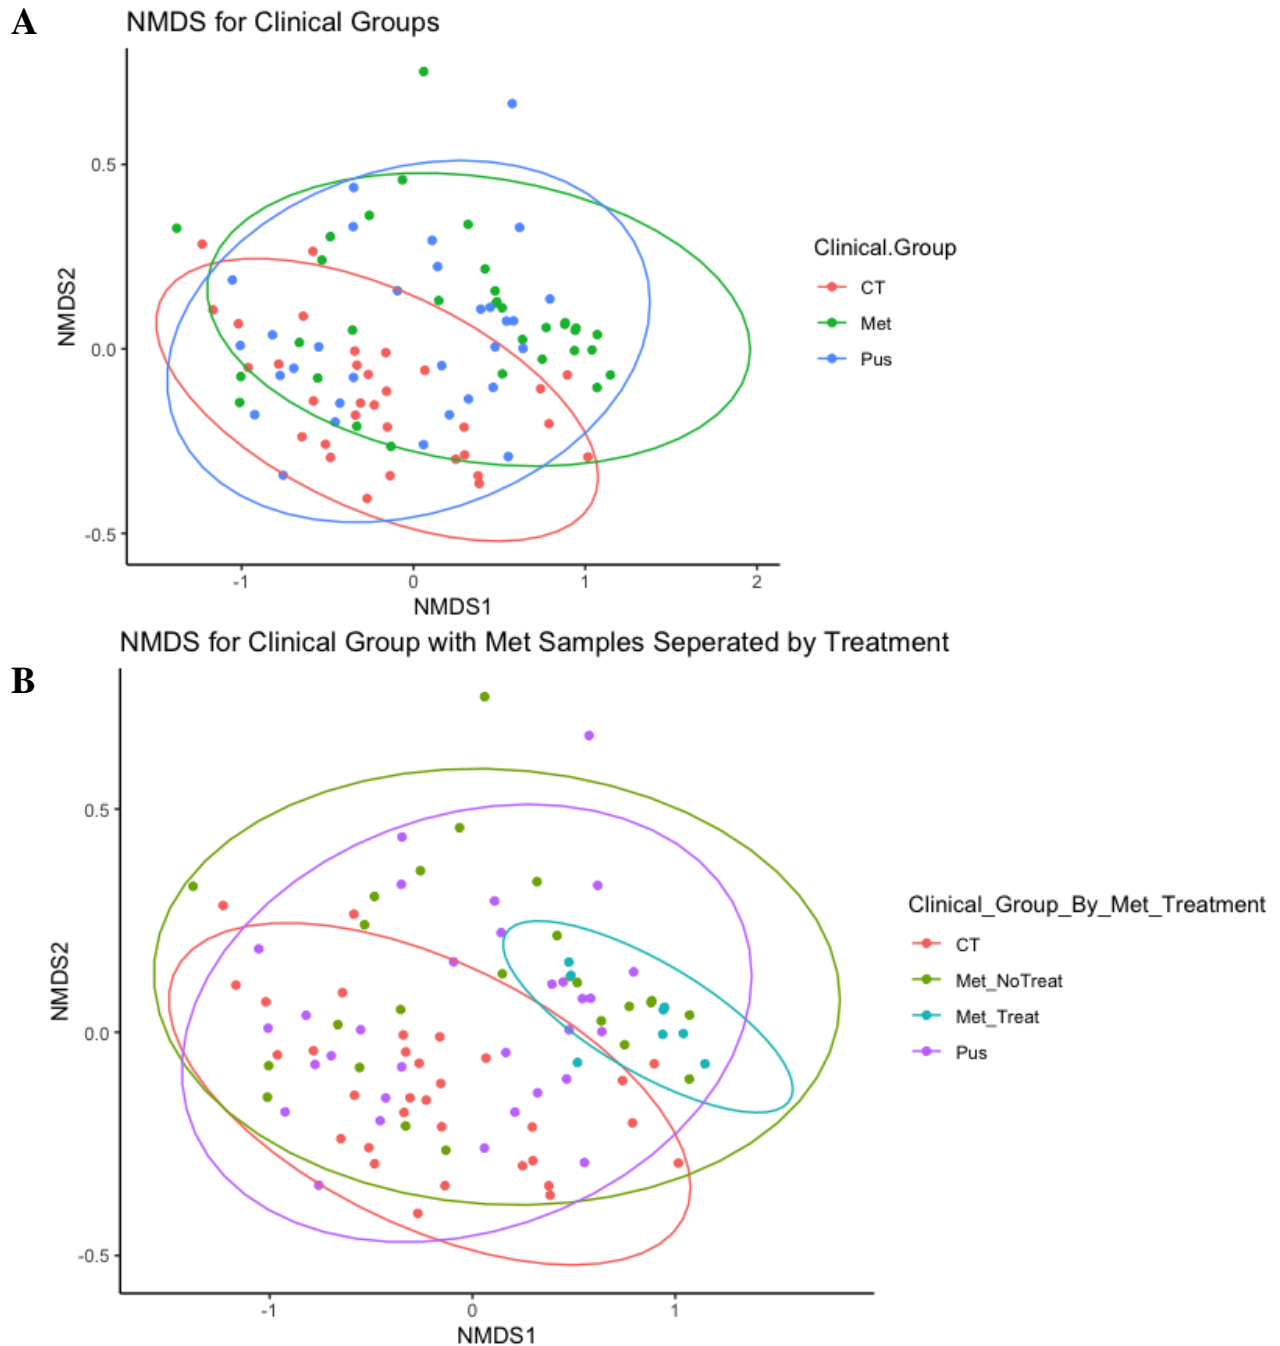 A
NMDS for Clinical Groups
0.5
0.0
-0.5
NMDS2
-1 0 1 2
NMDS1
Clinical.Group
CT
Met
Pus
NMDS for Clinical Group with Met Samples Seperated by Treatment
B
0.5
0.0
-0.5
NMDS2
-1 0 1
NMDS1
Clinical_Group_By_Met_Treatment
CT
Met_NoTreat
Met_Treat
Pus